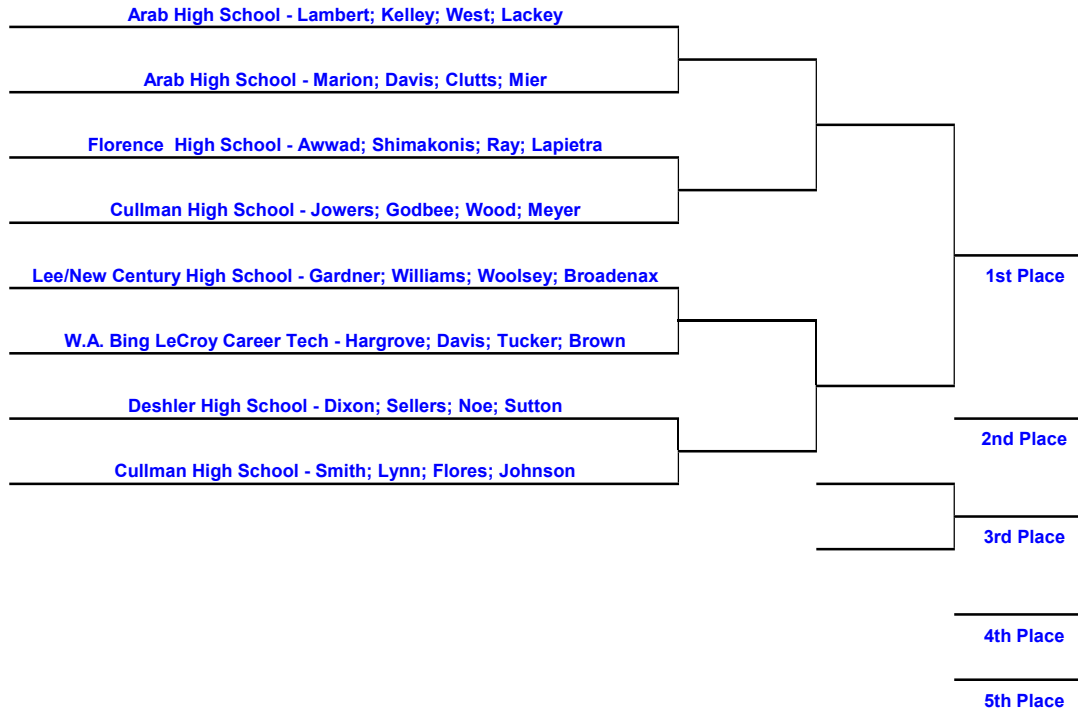 Arab High School - Lambert; Kelley; West; Lackey
Arab High School - Marion; Davis; Clutts; Mier
Florence  High School - Awwad; Shimakonis; Ray; Lapietra
Cullman High School - Jowers; Godbee; Wood; Meyer
Lee/New Century High School - Gardner; Williams; Woolsey; Broadenax
1st Place
W.A. Bing LeCroy Career Tech - Hargrove; Davis; Tucker; Brown
Deshler High School - Dixon; Sellers; Noe; Sutton
2nd Place
Cullman High School - Smith; Lynn; Flores; Johnson
3rd Place
4th Place
5th Place